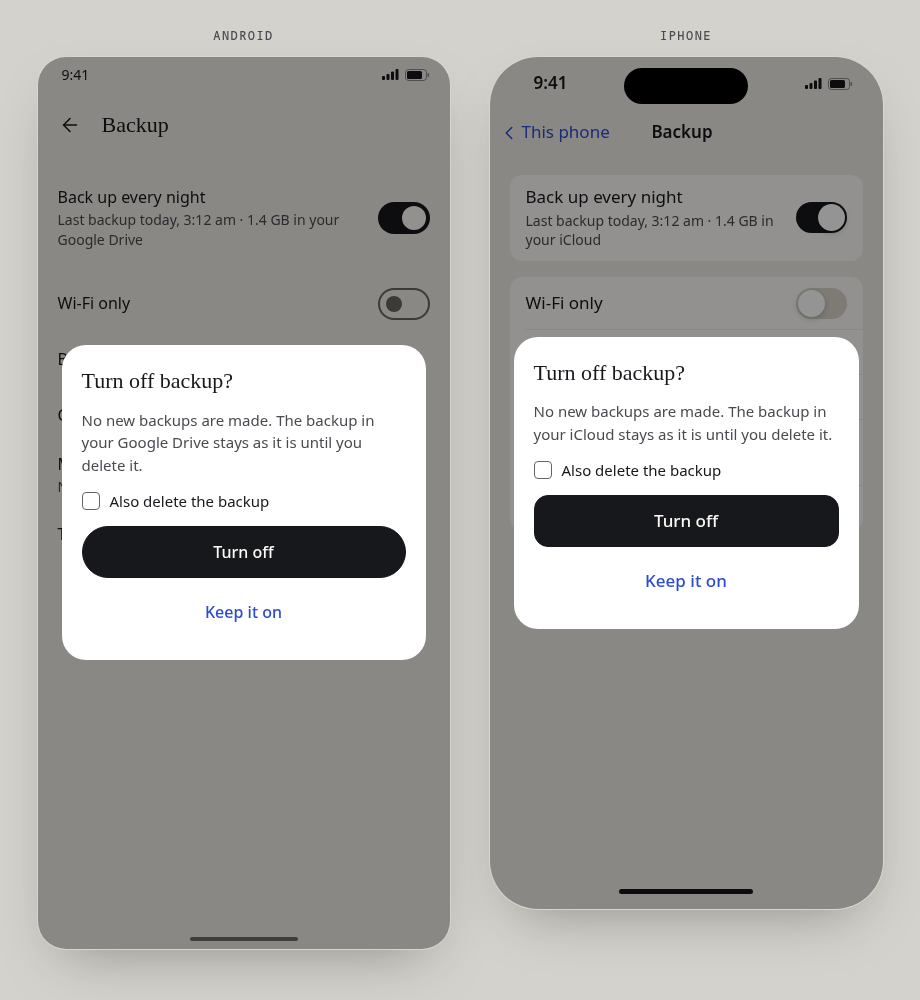 ANDROID
9:41
Backup
Back up every night
Last backup today, 3:12 am · 1.4 GB in your
Google Drive
Wi-Fi only
Turn off backup?
No new backups are made. The backup in
your Google Drive stays as it is until you
delete it.
Also delete the backup
Turn off
Keep it on
IPHONE
9:41
This phone
Backup
Back up every night
Last backup today, 3:12 am · 1.4 GB in
your iCloud
Wi-Fi only
Turn off backup?
No new backups are made. The backup in
your iCloud stays as it is until you delete it.
Also delete the backup
Turn off
Keep it on